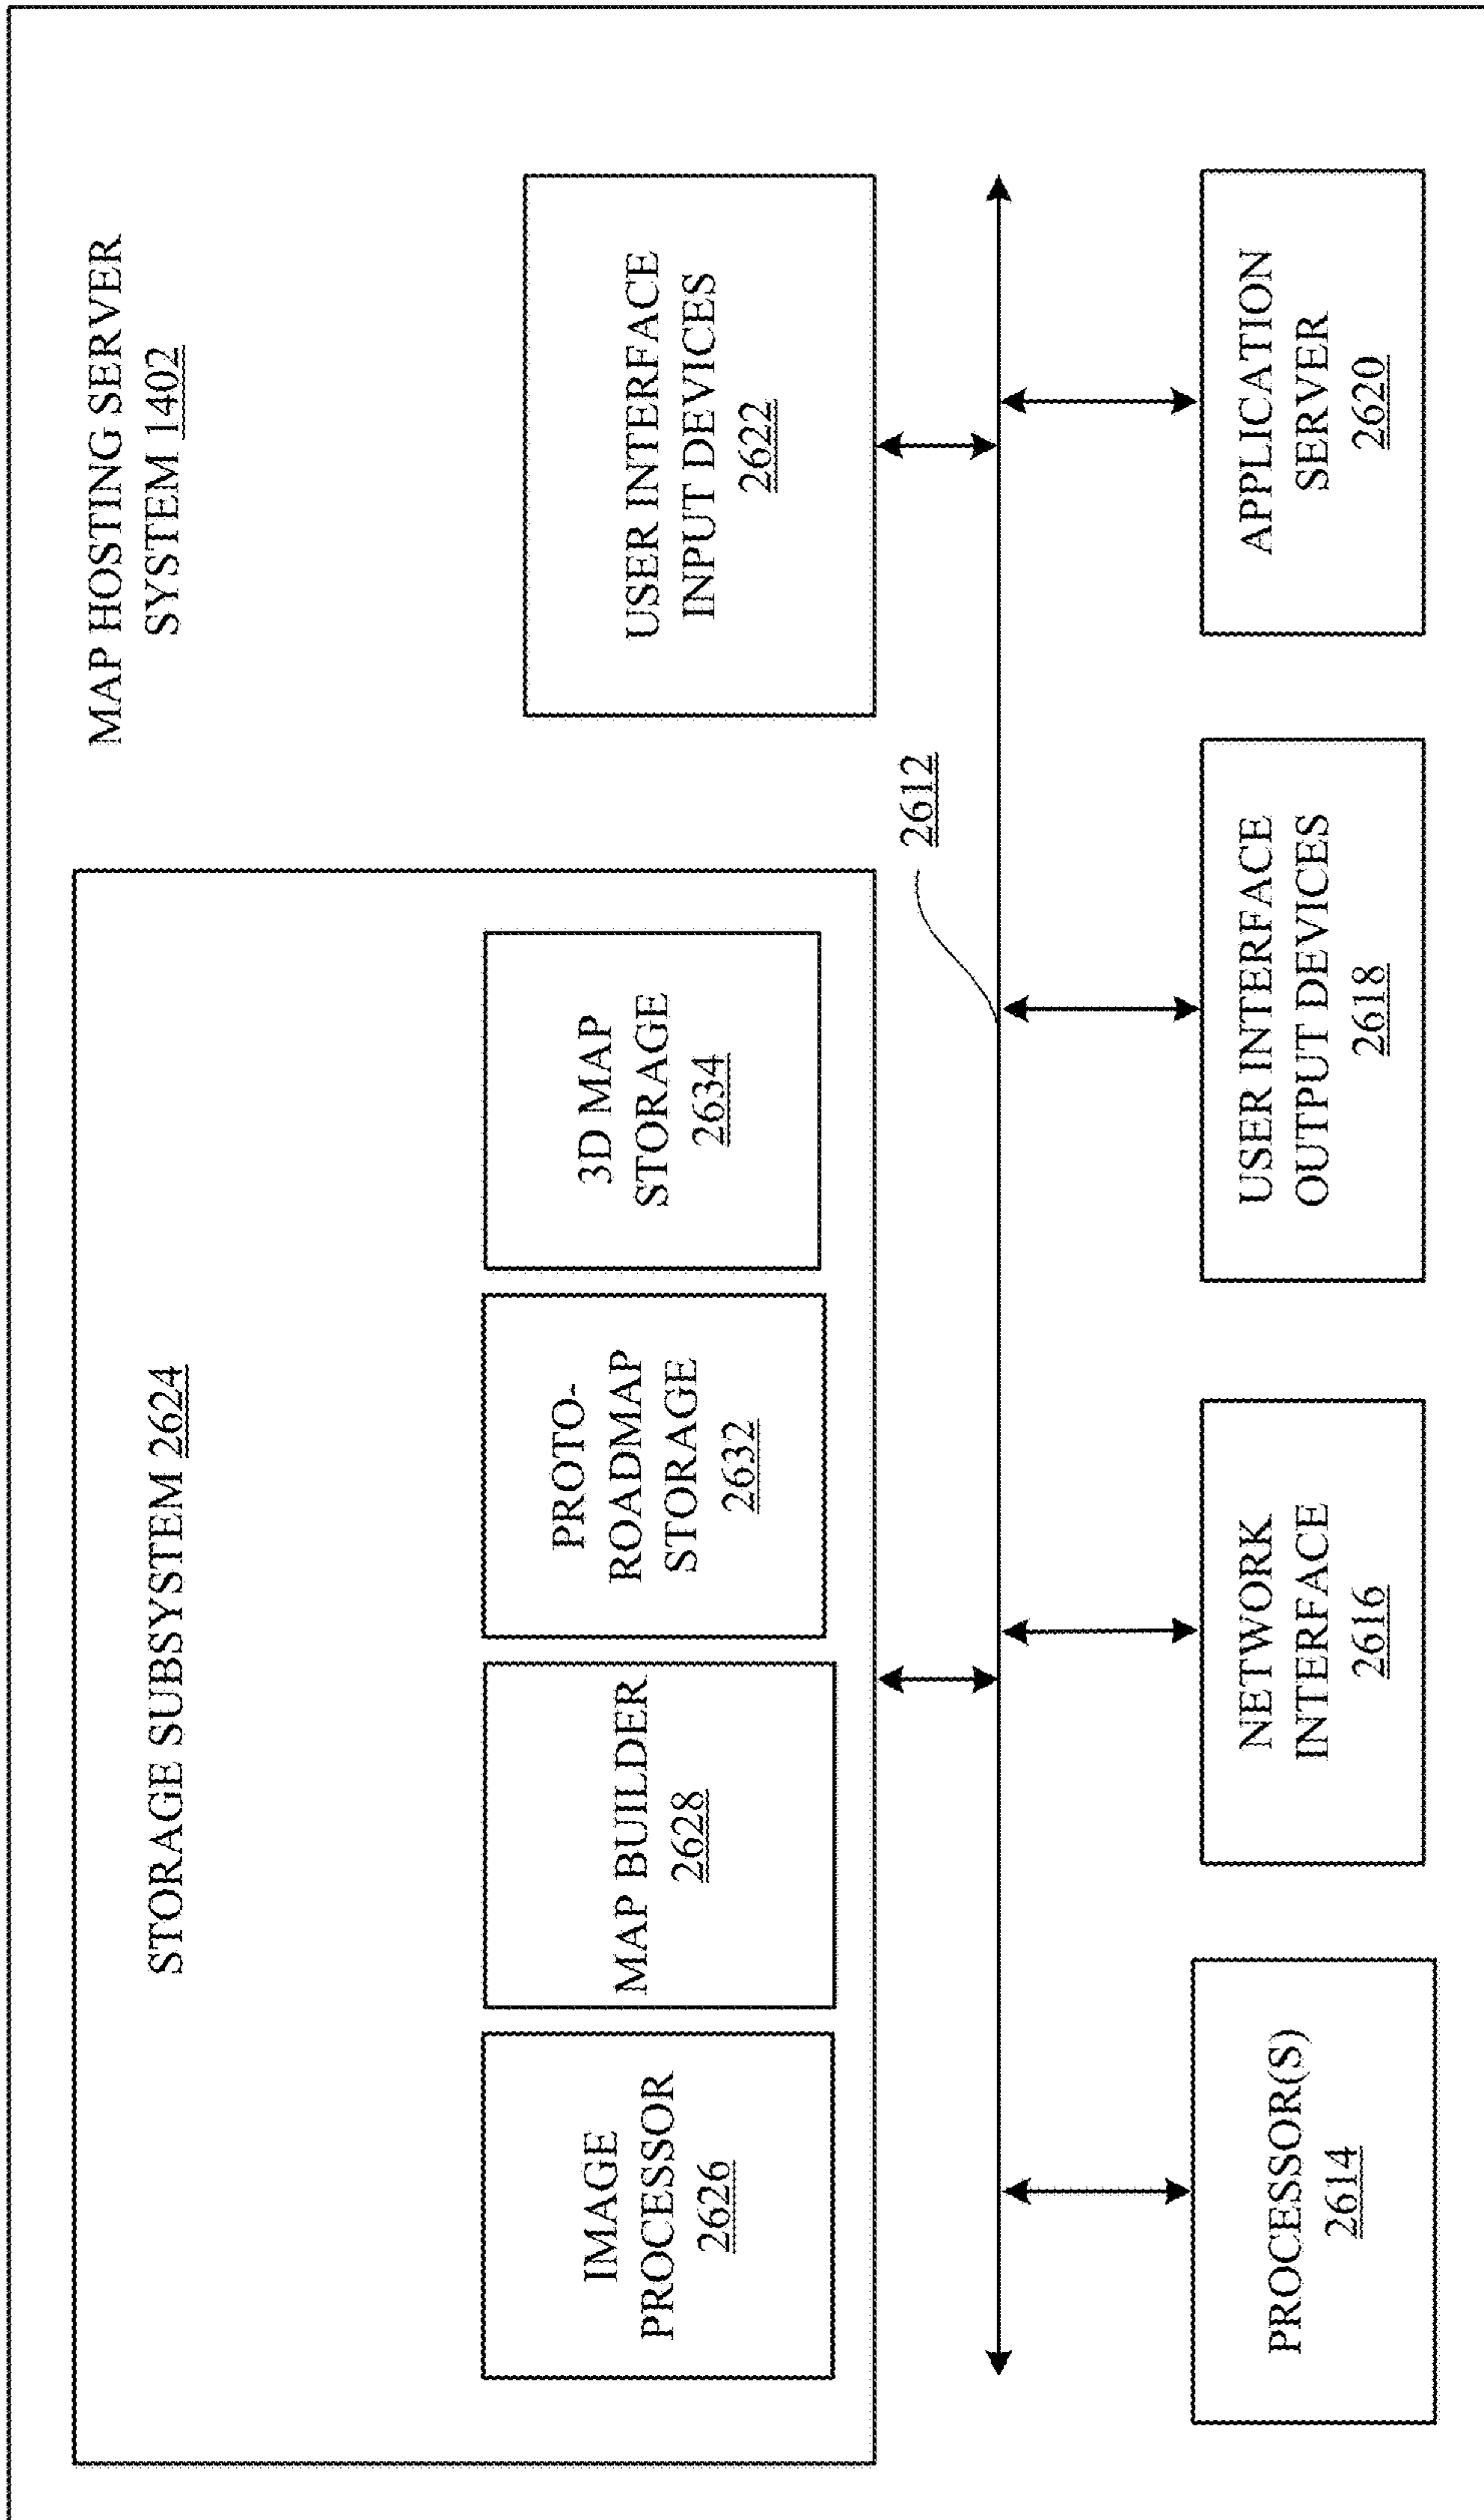 MAP HOSTING SERVER
SYSTEM 1402
STORAGE SUBSYSTEM 2624
IMAGE
PROCESSOR
2626
MAP BUILDER
2628
PROTO-
ROADMAP
STORAGE
2632
3D MAP
STORAGE
2634
USER INTERFACE
INPUT DEVICES
2622
2612
PROCESSOR(S)
2614
NETWORK
INTERFACE
2616
USER INTERFACE
OUTPUT DEVICES
2618
APPLICATION
SERVER
2620